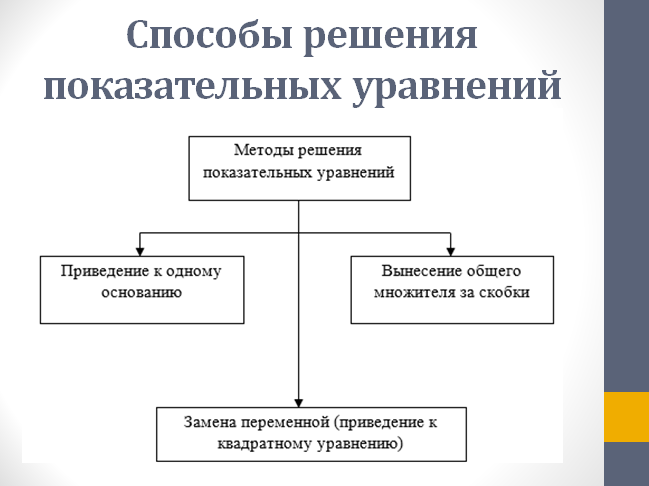 Способы решения
показательных уравнений
Методы решения
показательных уравнений
Приведение к одному
основанию
Вынесение общего
множителя за скобки
Замена переменной (приведение к
квадратному уравнению)